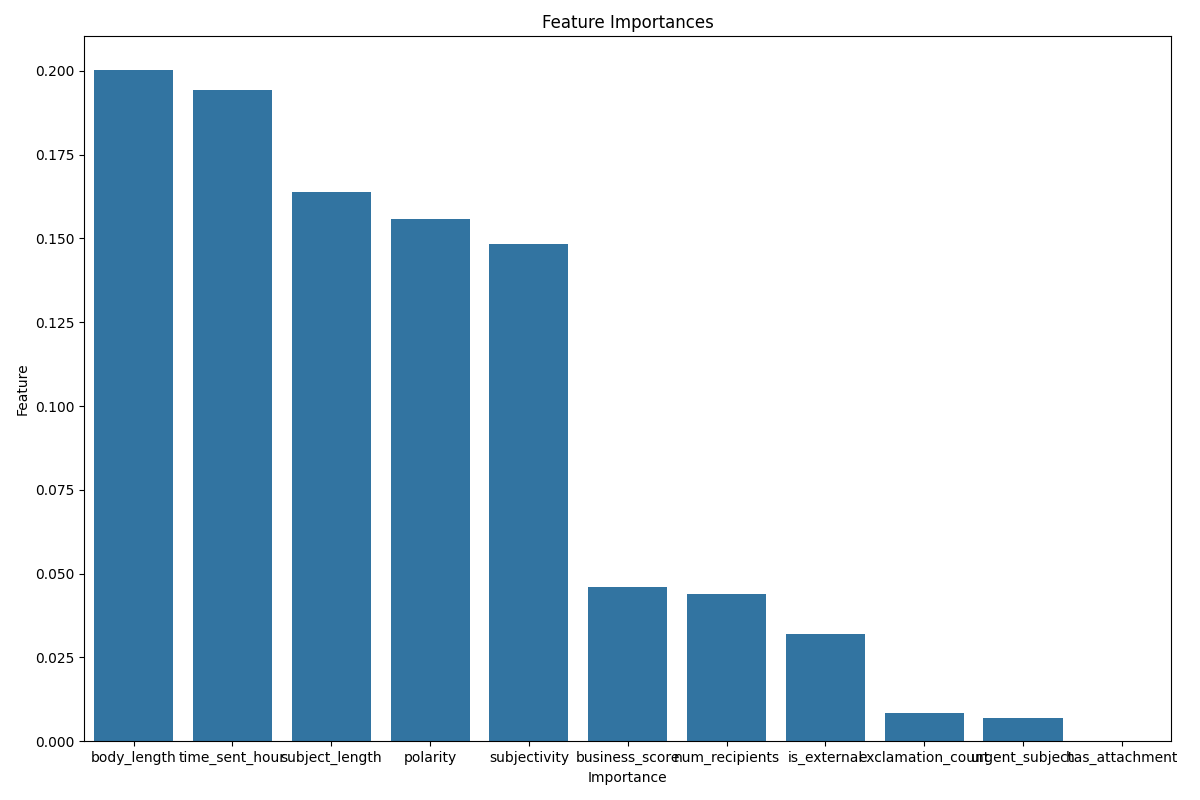 Feature Importances
Feature
0.200
0.175
0.150
0.125
0.100
0.075
0.050
0.025
0.000
body_length time_sent_hour subject_length polarity subjectivity business_score num_recipients is_external exclamation_count urgent_subject has_attachment
Importance